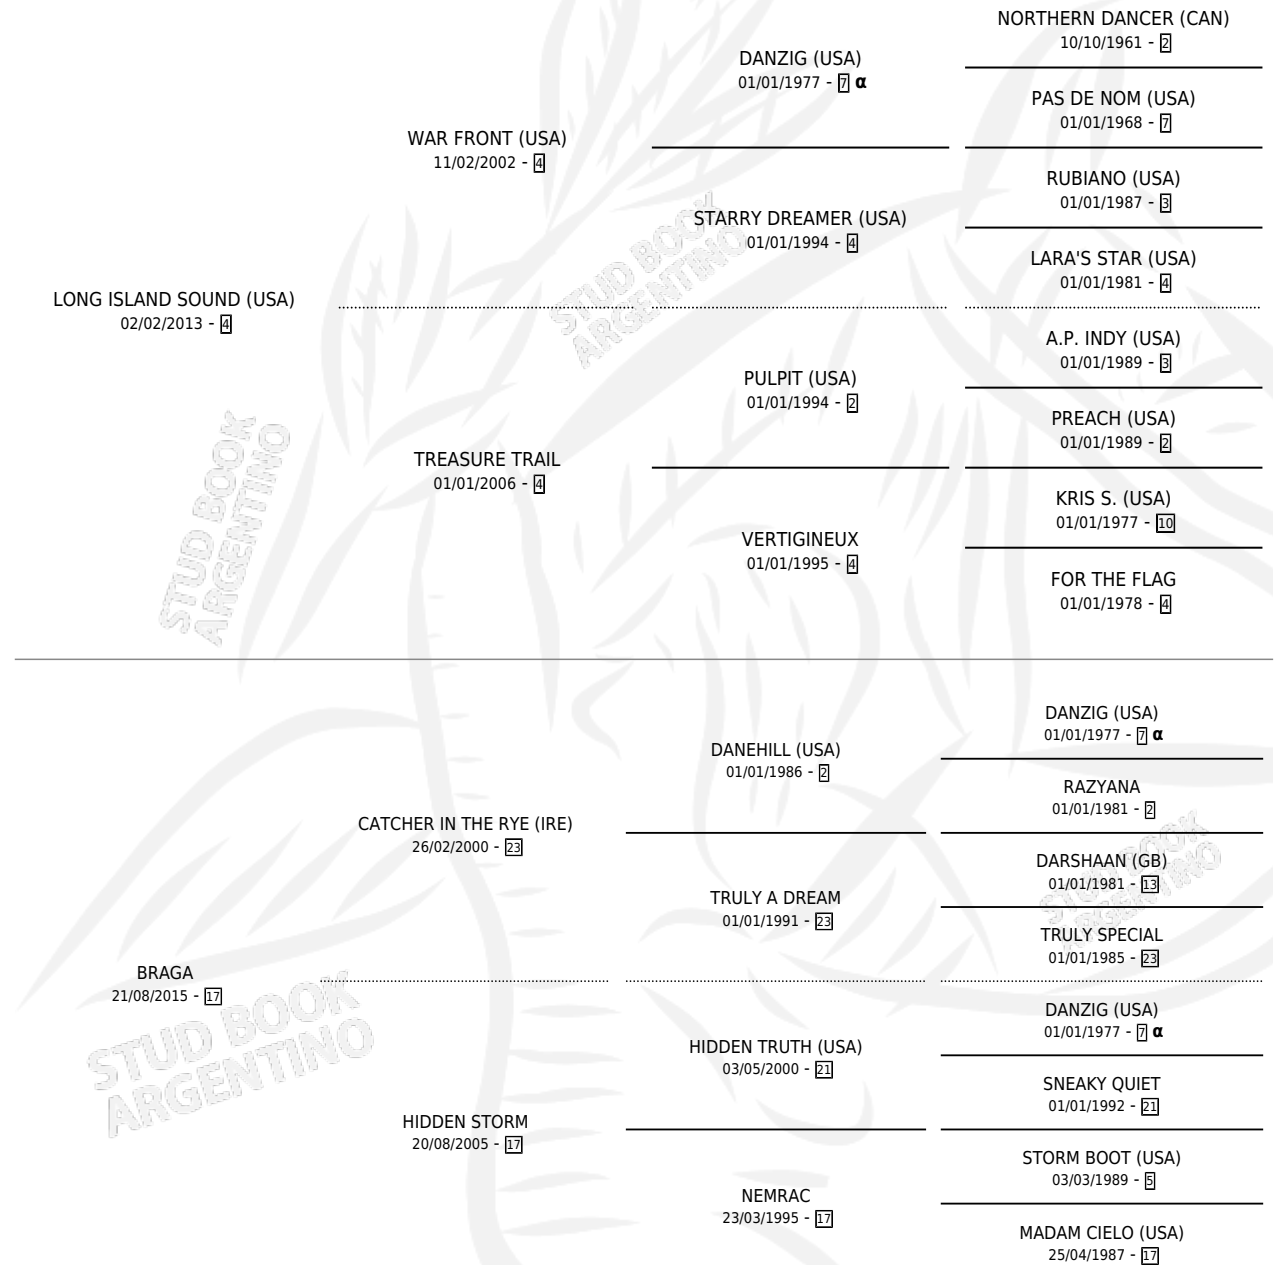 NORTHERN DANCER (CAN)
10/10/1961 - 2
DANZIG (USA)
01/01/1977 - 7 α
PAS DE NOM (USA)
01/01/1968 - 7
WAR FRONT (USA)
11/02/2002 - 4
RUBIANO (USA)
01/01/1987 - 3
STARRY DREAMER (USA)
01/01/1994 - 4
LARA'S STAR (USA)
01/01/1981 - 4
LONG ISLAND SOUND (USA)
02/02/2013 - 4
A.P. INDY (USA)
01/01/1989 - 3
PULPIT (USA)
01/01/1994 - 2
PREACH (USA)
01/01/1989 - 2
TREASURE TRAIL
01/01/2006 - 4
KRIS S. (USA)
01/01/1977 - 10
VERTIGINEUX
01/01/1995 - 4
FOR THE FLAG
01/01/1978 - 4
DANZIG (USA)
01/01/1977 - 7 α
DANEHILL (USA)
01/01/1986 - 2
RAZYANA
01/01/1981 - 2
CATCHER IN THE RYE (IRE)
26/02/2000 - 23
DARSHAAN (GB)
01/01/1981 - 13
TRULY A DREAM
01/01/1991 - 23
TRULY SPECIAL
01/01/1985 - 23
BRAGA
21/08/2015 - 17
DANZIG (USA)
01/01/1977 - 7 α
HIDDEN TRUTH (USA)
03/05/2000 - 21
SNEAKY QUIET
01/01/1992 - 21
HIDDEN STORM
20/08/2005 - 17
STORM BOOT (USA)
03/03/1989 - 5
NEMRAC
23/03/1995 - 17
MADAM CIELO (USA)
25/04/1987 - 17
STUD BOOK
ARGENTINO
STUD BOOK
ARGENTINO
STUD BOOK
ARGENTINO
STUD BOOK
ARGENTINO